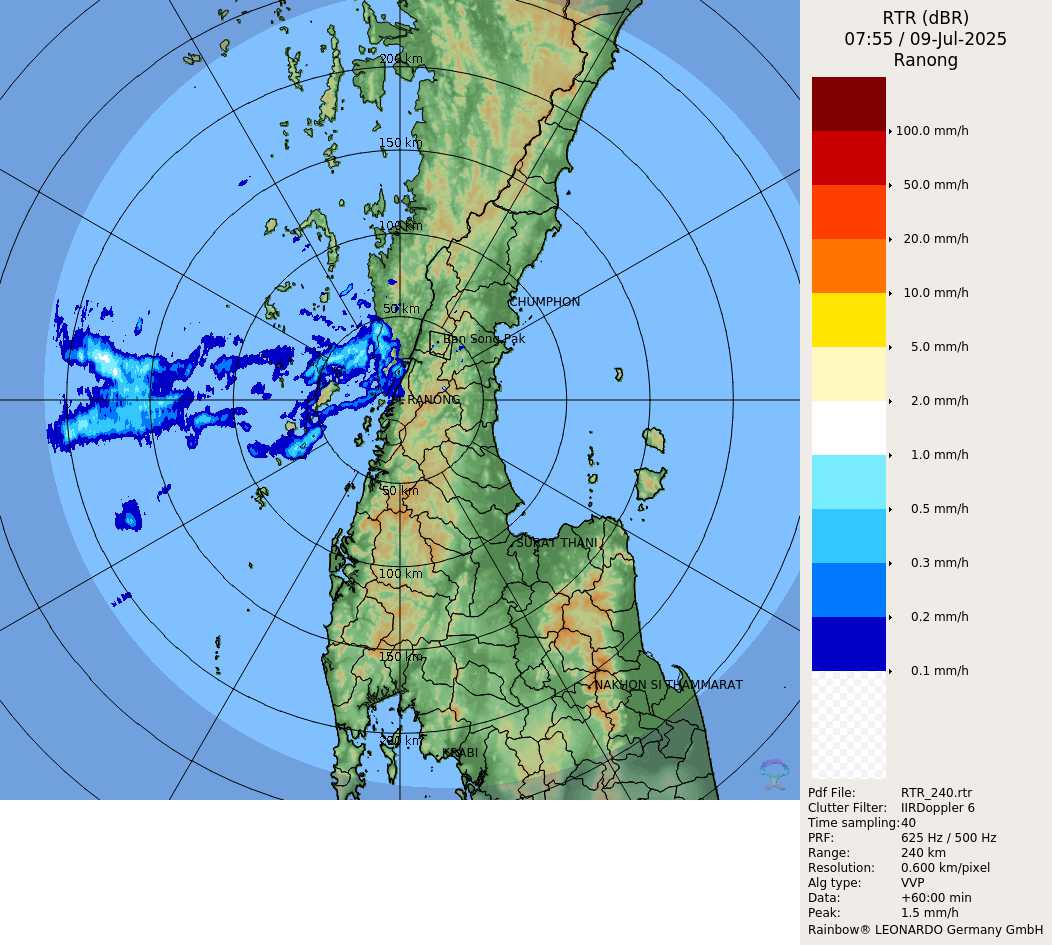 RTR (dBR)
07:55 / 09-Jul-2025
Ranong
200 km
150 km
100 km
50 km
CHUMPHON
Ban Song Pak
RANONG
50 km
100 km
150 km
200 km
SURAT THANI
NAKHON SI THAMMARAT
KRABI
100.0 mm/h
50.0 mm/h
20.0 mm/h
10.0 mm/h
5.0 mm/h
2.0 mm/h
1.0 mm/h
0.5 mm/h
0.3 mm/h
0.2 mm/h
0.1 mm/h
Pdf File: RTR_240.rtr
Clutter Filter: IIRDoppler 6
Time sampling: 40
PRF: 625 Hz / 500 Hz
Range: 240 km
Resolution: 0.600 km/pixel
Alg type: VVP
Data: +60:00 min
Peak: 1.5 mm/h
Rainbow® LEONARDO Germany GmbH